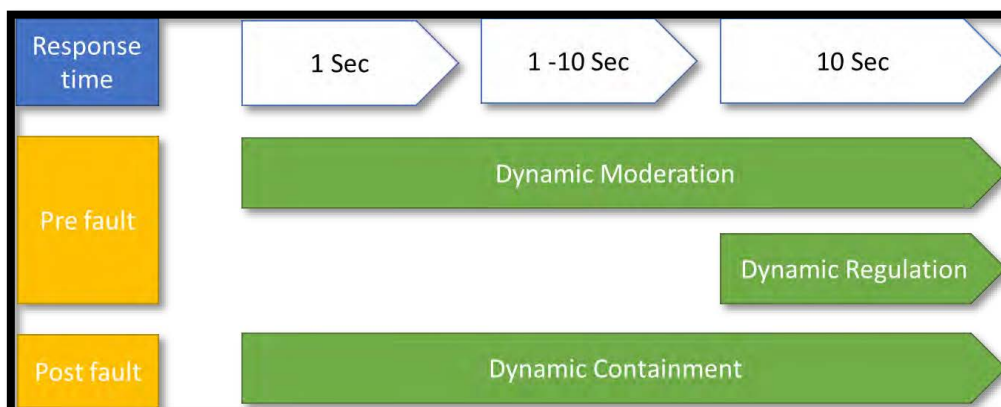 Response
time
1 Sec
1 -10 Sec
10 Sec
Pre fault
Dynamic Moderation
Dynamic Regulation
Post fault
Dynamic Containment